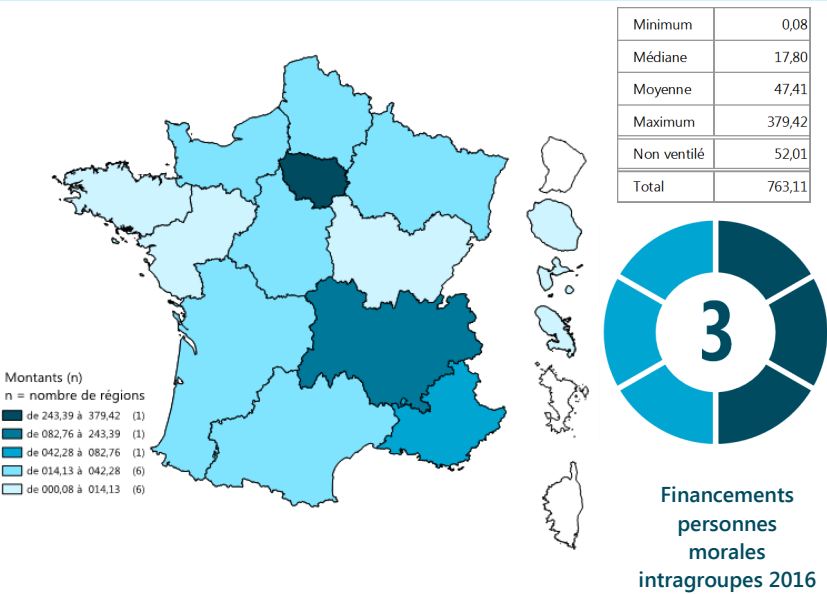 Minimum 0,08
Médiane 17,80
Moyenne 47,41
Maximum 379,42
Non ventilé 52,01
Total 763,11
3
Montants (n)
n = nombre de régions
de 243,39 à 379,42 (1)
de 082,76 à 243,39 (1)
de 042,28 à 082,76 (1)
de 014,13 à 042,28 (6)
de 000,08 à 014,13 (6)
Financements
personnes
morales
intragroupes 2016